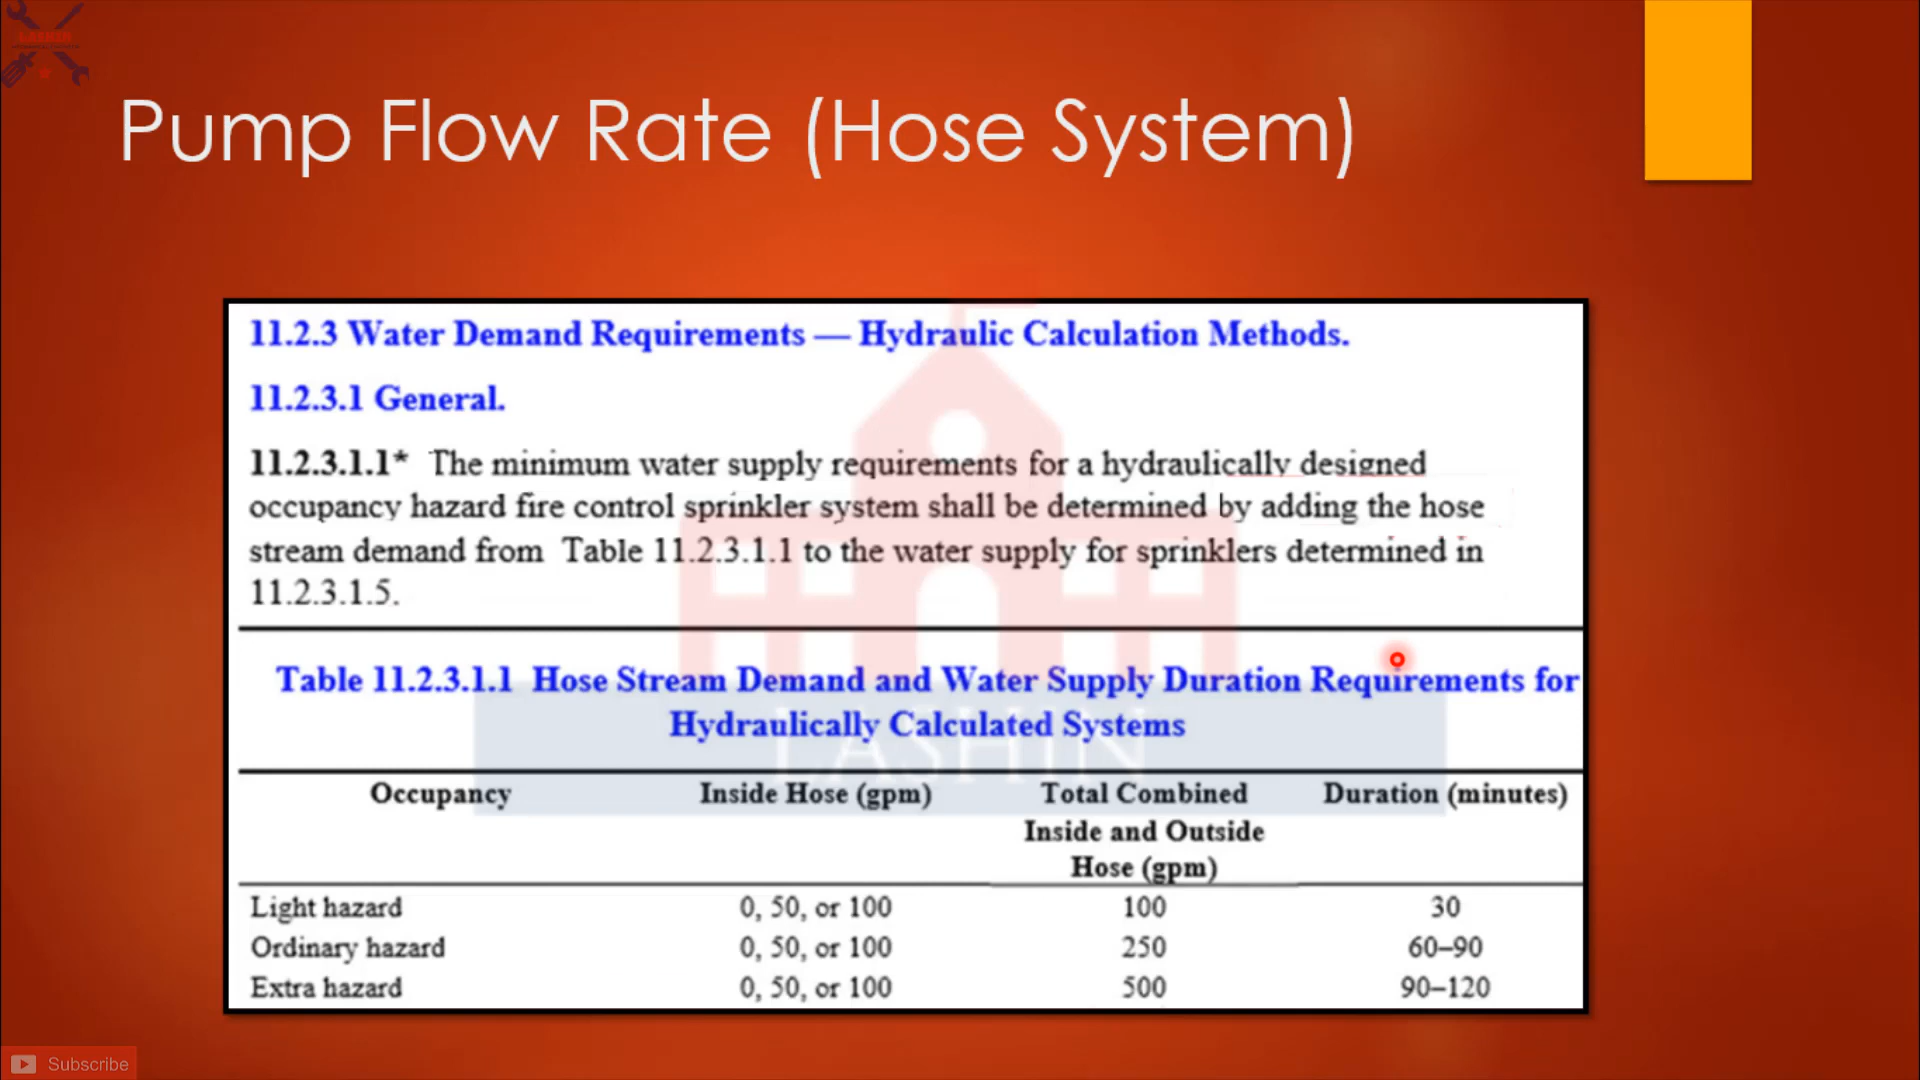 LASHIN
Pump Flow Rate (Hose System)
11.2.3 Water Demand Requirements — Hydraulic Calculation Methods.
11.2.3.1 General.
11.2.3.1.1* The minimum water supply requirements for a hydraulically designed
occupancy hazard fire control sprinkler system shall be determined by adding the hose
stream demand from Table 11.2.3.1.1 to the water supply for sprinklers determined in
11.2.3.1.5.
Table 11.2.3.1.1 Hose Stream Demand and Water Supply Duration Requirements for
Hydraulically Calculated Systems
LASHIN
Occupancy Inside Hose (gpm) Total Combined Duration (minutes)
Inside and Outside
Hose (gpm)
Light hazard 0, 50, or 100 100 30
Ordinary hazard 0, 50, or 100 250 60–90
Extra hazard 0, 50, or 100 500 90–120
Subscribe